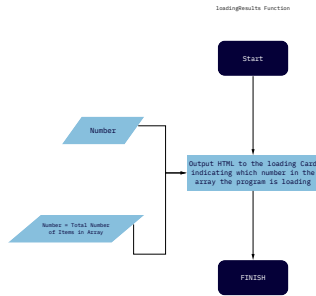 loadingResults Function
Start
Number
Output HTML to the loading Card
indicating which number in the
array the program is loading
Number = Total Number
of Items in Array
FINISH